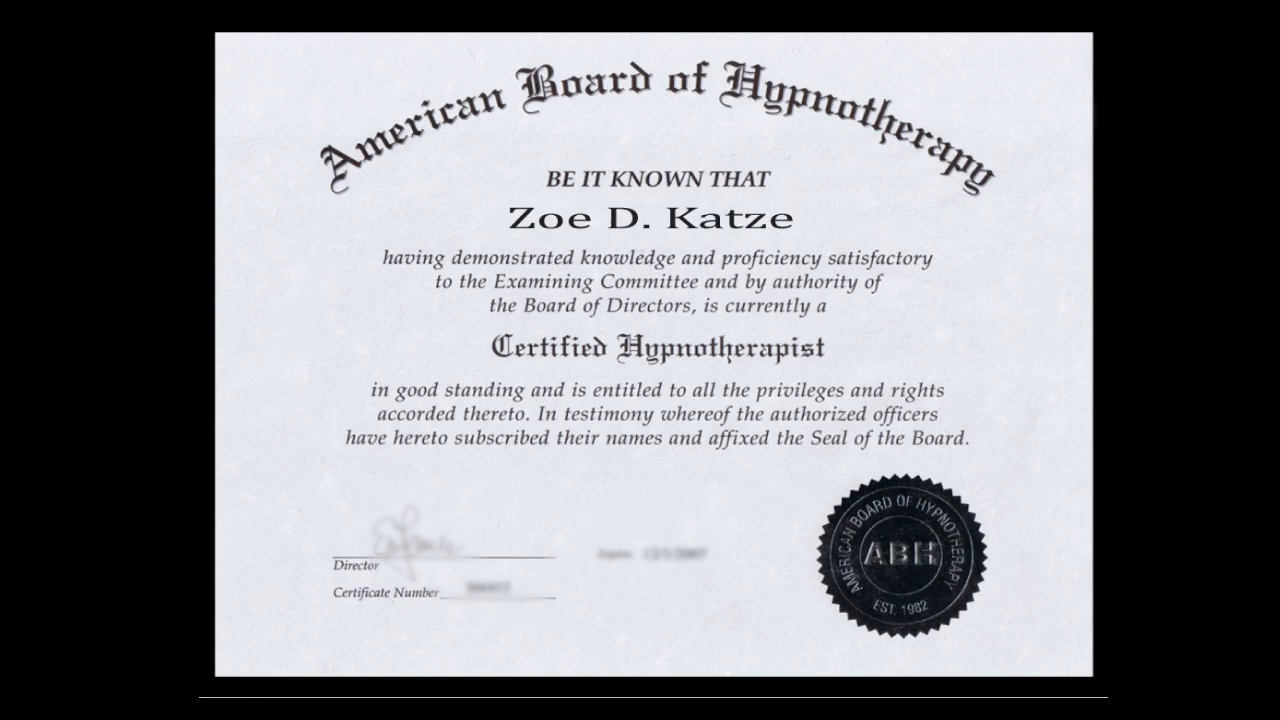 American Board of Hypnotherapy
BE IT KNOWN THAT
Zoe D. Katze
having demonstrated knowledge and proficiency satisfactory
to the Examining Committee and by authority of
the Board of Directors, is currently a
Certified Hypnotherapist
in good standing and is entitled to all the privileges and rights
accorded thereto. In testimony whereof the authorized officers
have hereto subscribed their names and affixed the Seal of the Board.
Director
Certificate Number
AMERICAN BOARD OF HYPNOTHERAPY
ABH
EST. 1982